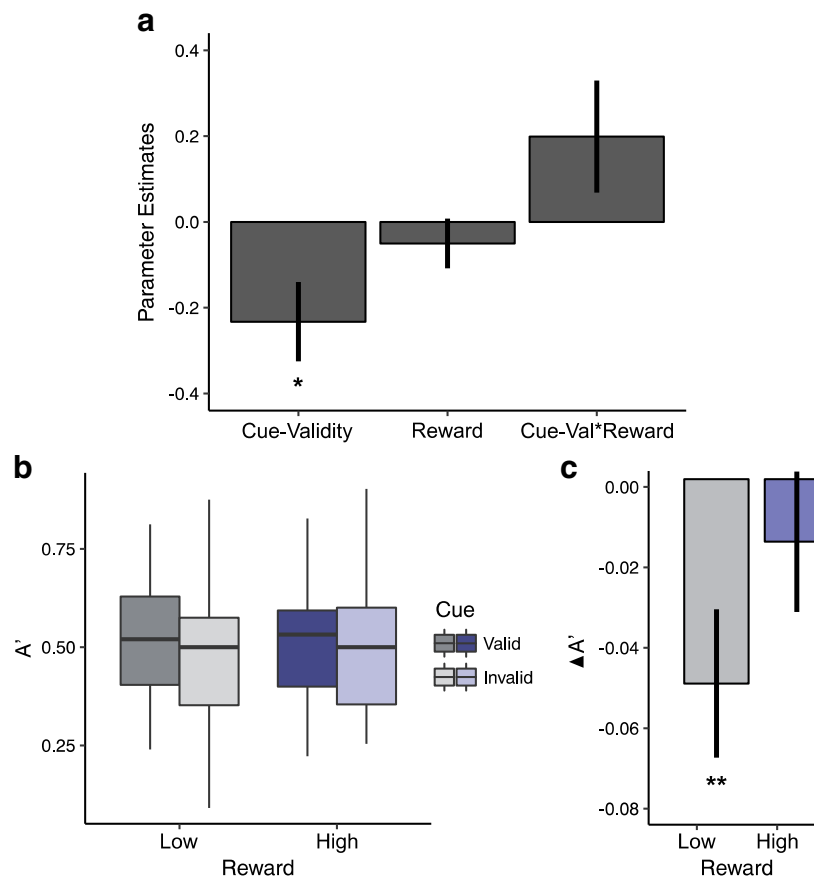 a
0.4
0.2
0.0
-0.2
-0.4
Parameter Estimates
*
Cue-Validity Reward Cue-Val*Reward
b
0.75
0.50
0.25
A’
Low High
Reward
Cue
Valid
Invalid
c
0.00
-0.02
-0.04
-0.06
-0.08
▲A’
**
Low High
Reward